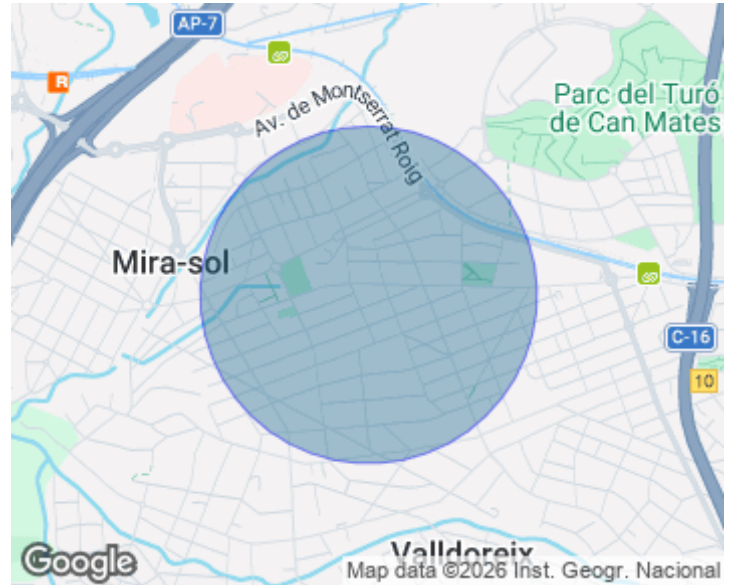 AP-7
R
Av. de Montserrat Roig
Parc del Turó
de Can Mates
Mira-sol
C-16
10
Valldoreix
Google
Map data ©2026 Inst. Geogr. Nacional